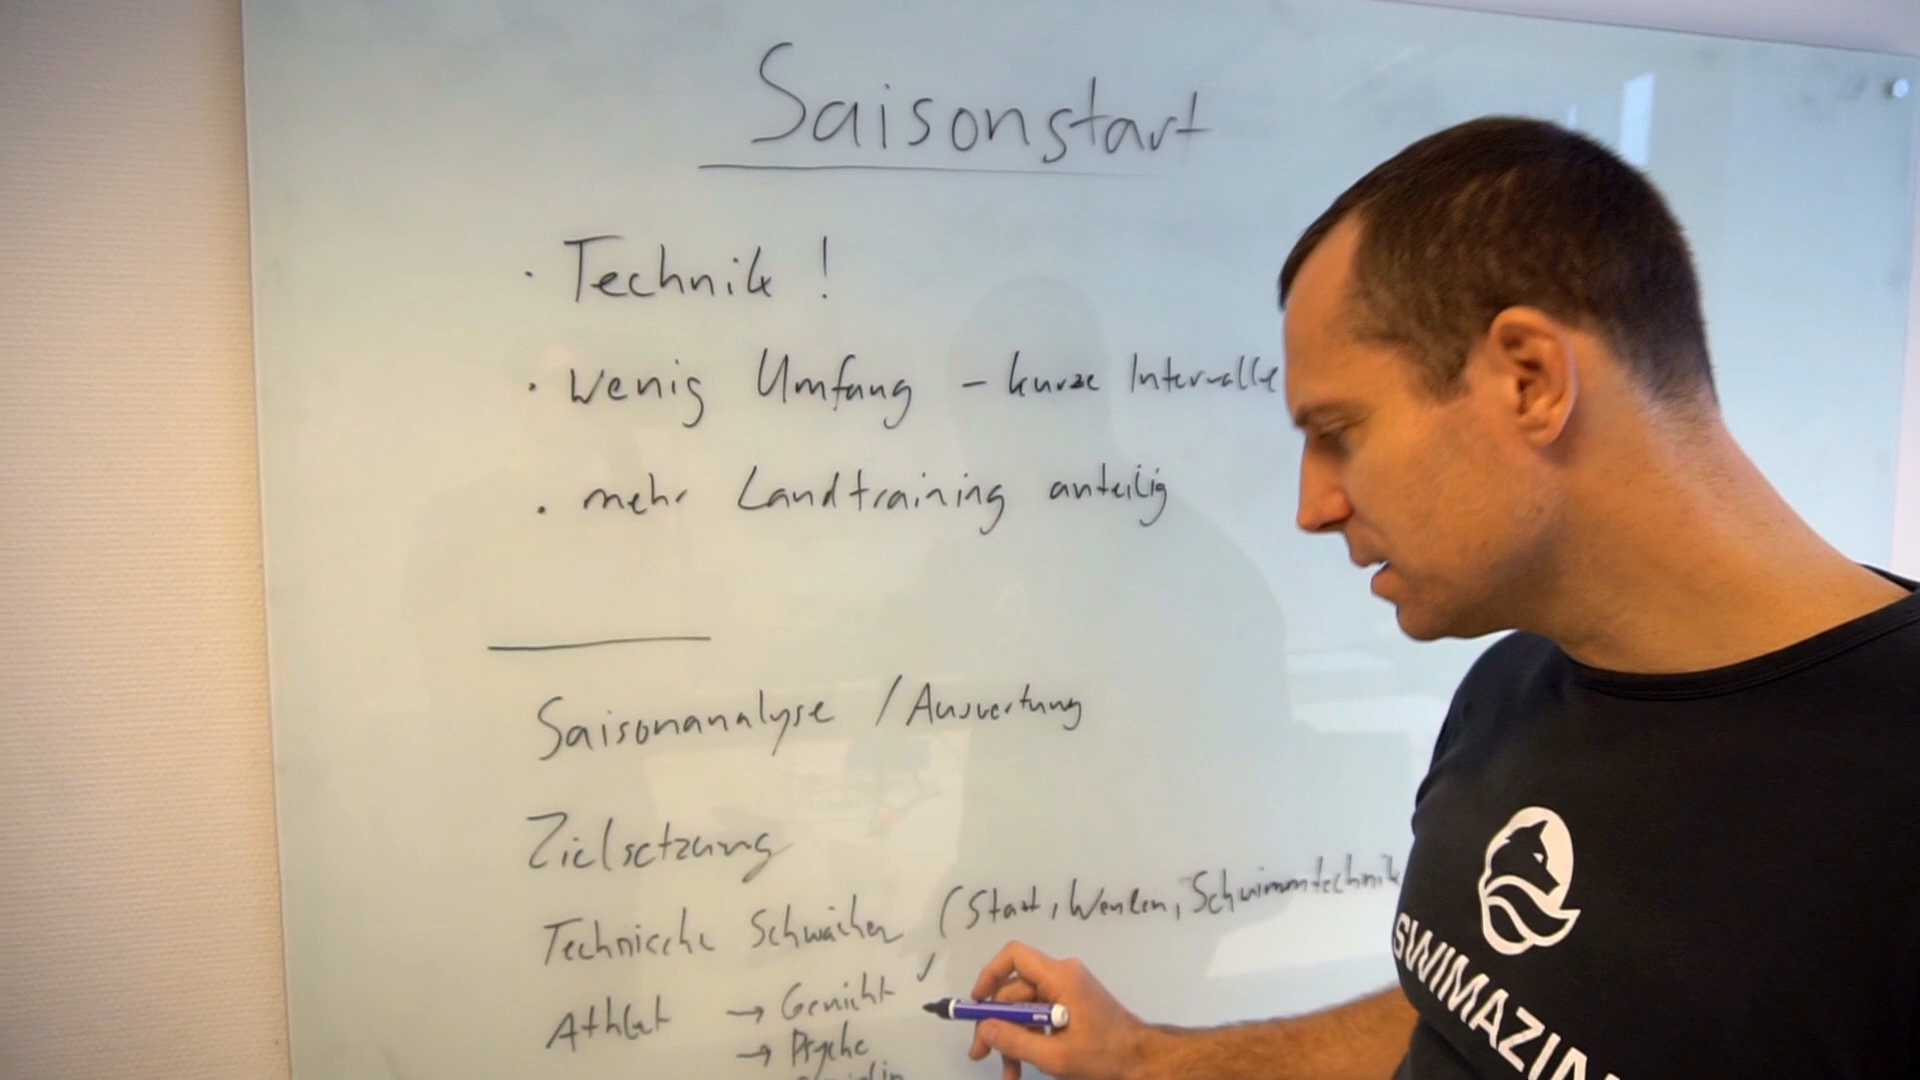 Saisonstart
· Technik !
· wenig Umfang – kurze Intervalle
· mehr Landtraining anteilig
Saisonanalyse / Auswertung
Zielsetzung
Technische Schwächen (Start, Wenden, Schwimmtechnik
Athlet → Gewicht ✓
→ Psyche
SWIMAZIN